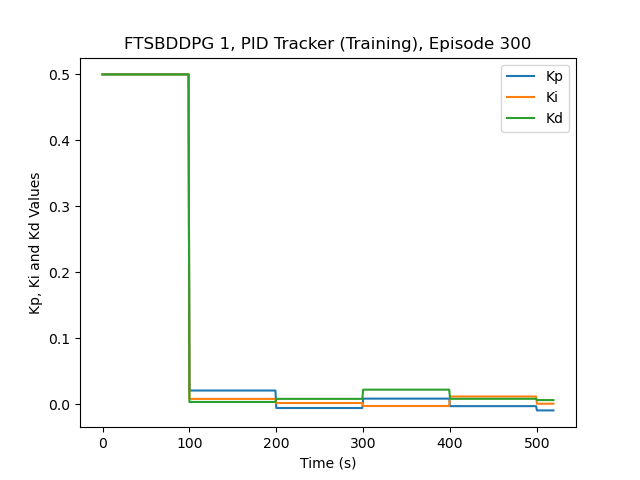 FTSBDDPG 1, PID Tracker (Training), Episode 300
Kp, Ki and Kd Values
0.5
0.4
0.3
0.2
0.1
0.0
Kp
Ki
Kd
0 100 200 300 400 500
Time (s)